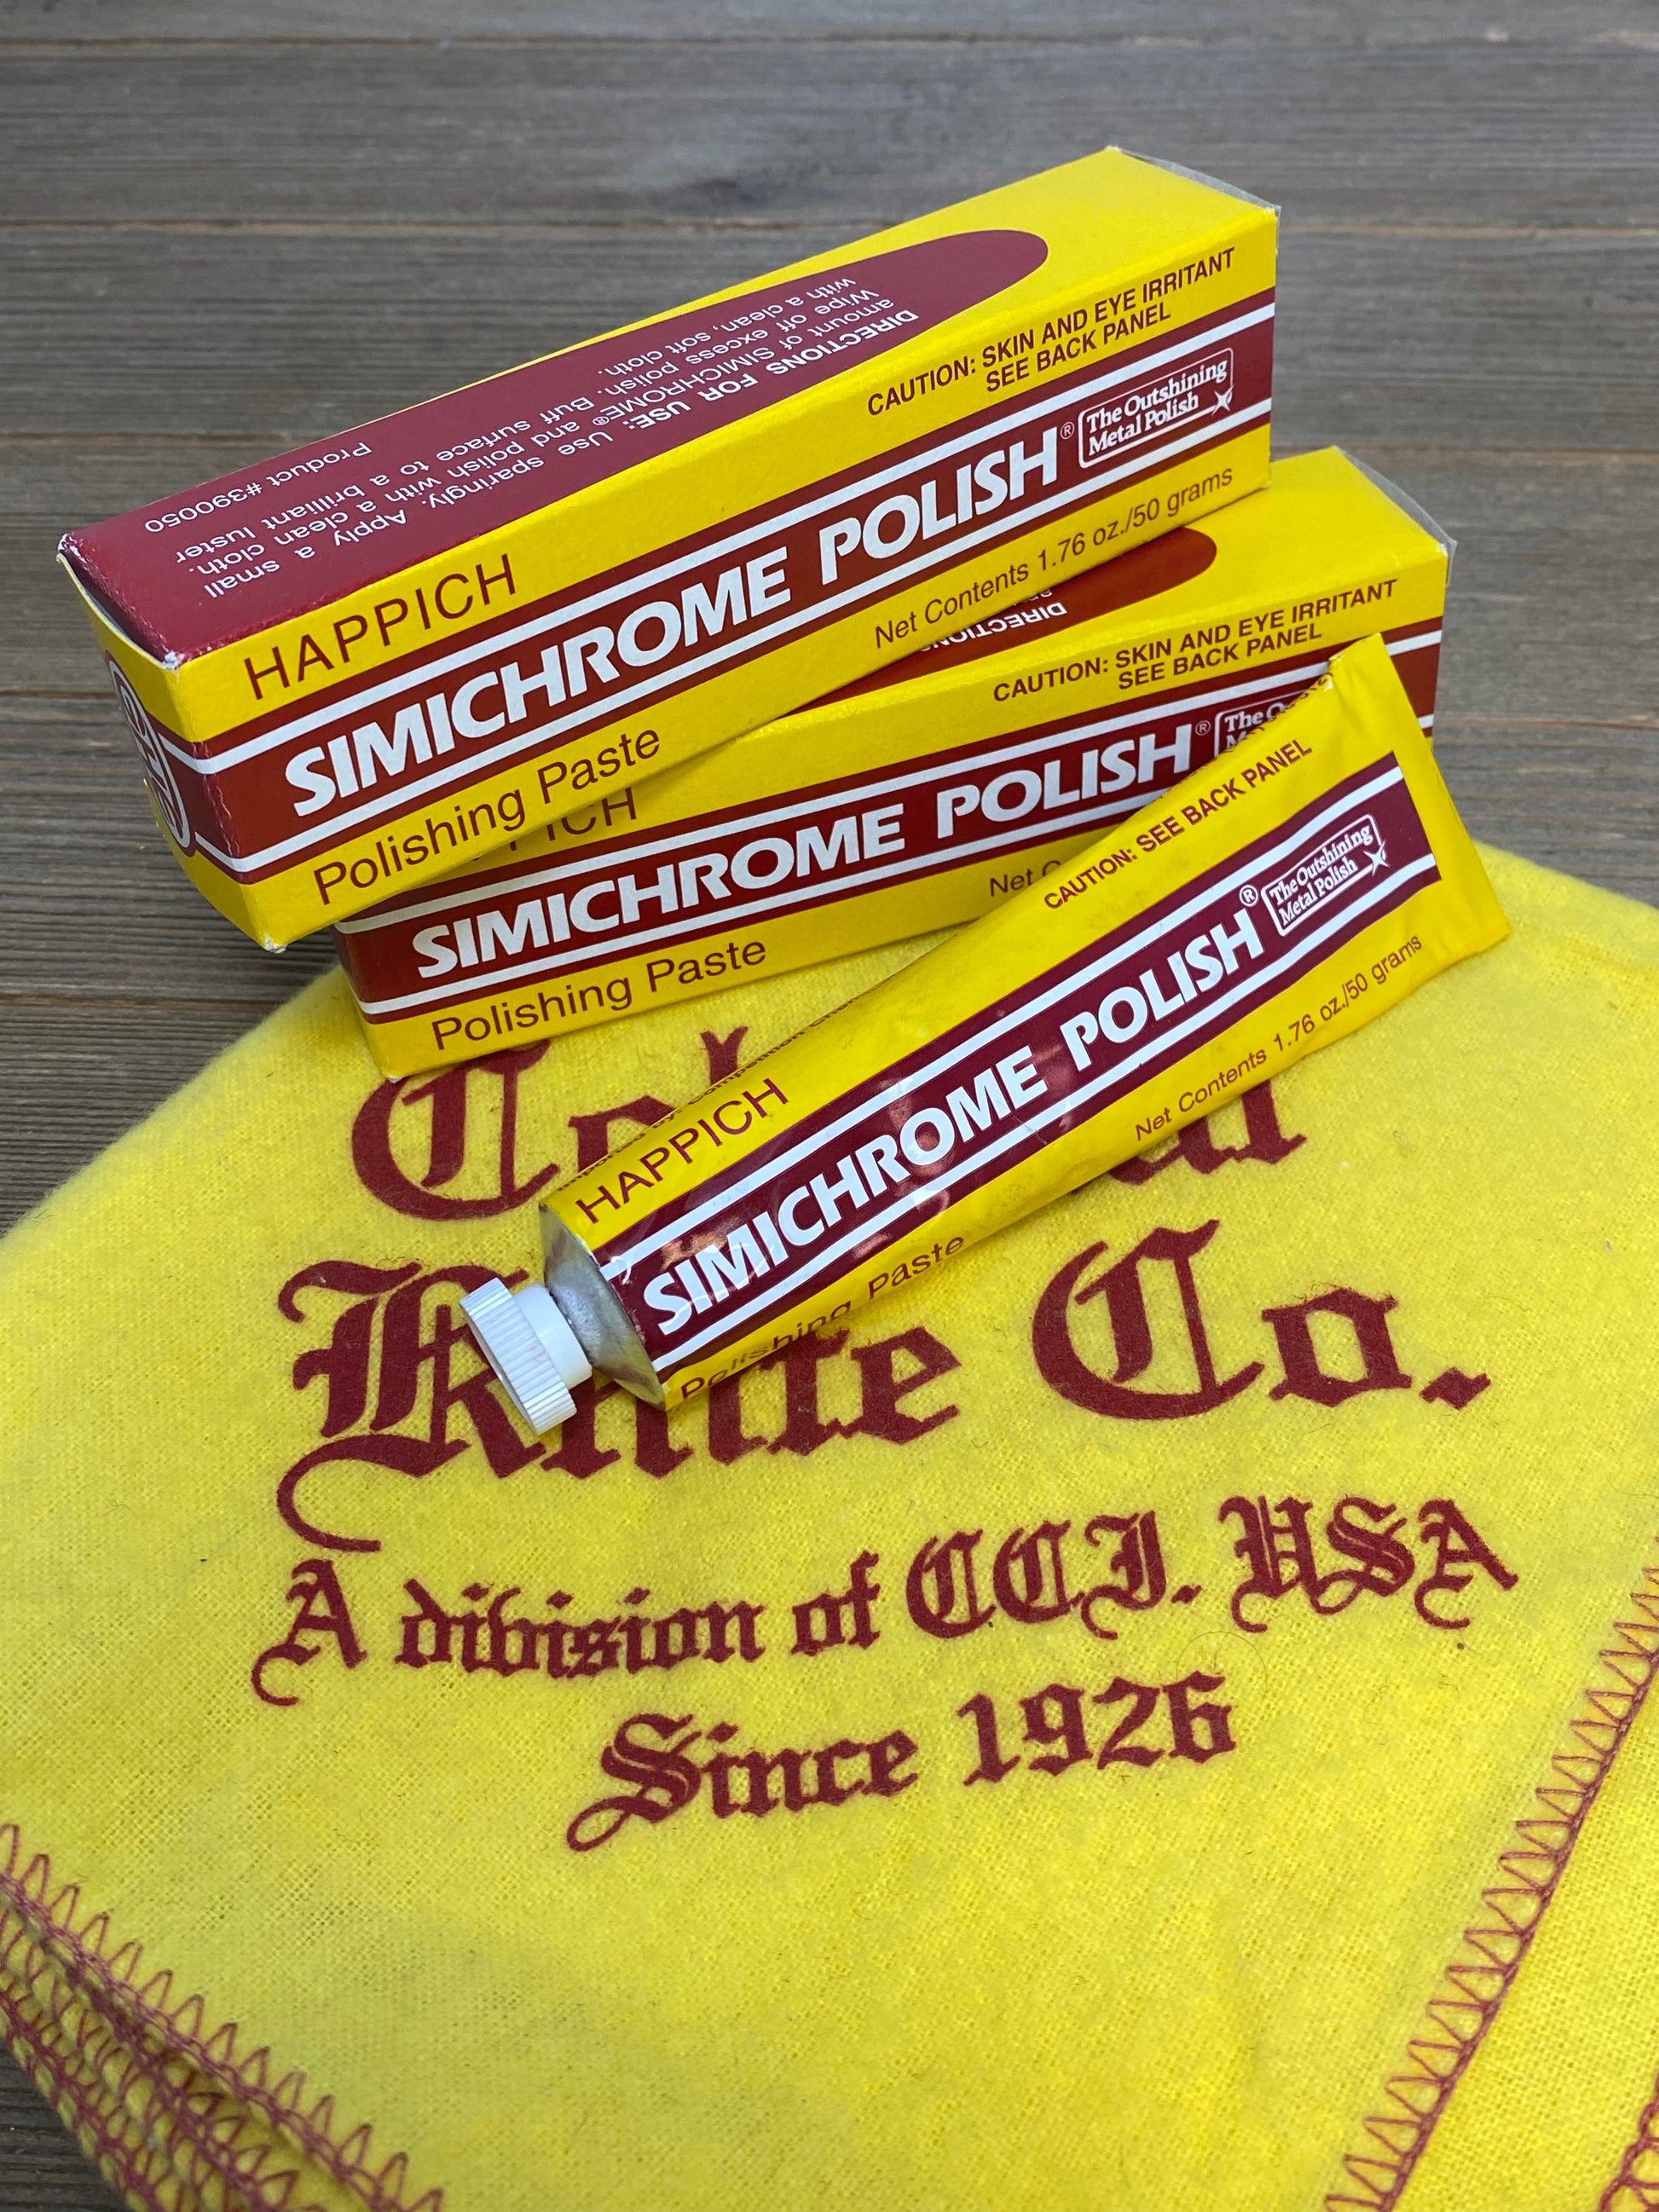 DIRECTIONS FOR USE: Use sparingly. Apply a small
amount of SIMICHROME® and polish with a clean cloth.
Wipe off excess polish. Buff surface to a brilliant luster
with a clean, soft cloth.
Product #390050
HAPPICH
CAUTION: SKIN AND EYE IRRITANT
SEE BACK PANEL
SIMICHROME POLISH®
The Outshining
Metal Polish
Polishing Paste
Net Contents 1.76 oz./50 grams
CAUTION: SKIN AND EYE IRRITANT
SEE BACK PANEL
SIMICHROME POLISH®
The
Polishing Paste
Net
HAPPICH
CAUTION: SEE BACK PANEL
SIMICHROME POLISH®
The Outshining
Metal Polish
Polishing Paste
Net Contents 1.76 oz./50 grams
Knife Co.
A division of CCI. USA
Since 1926